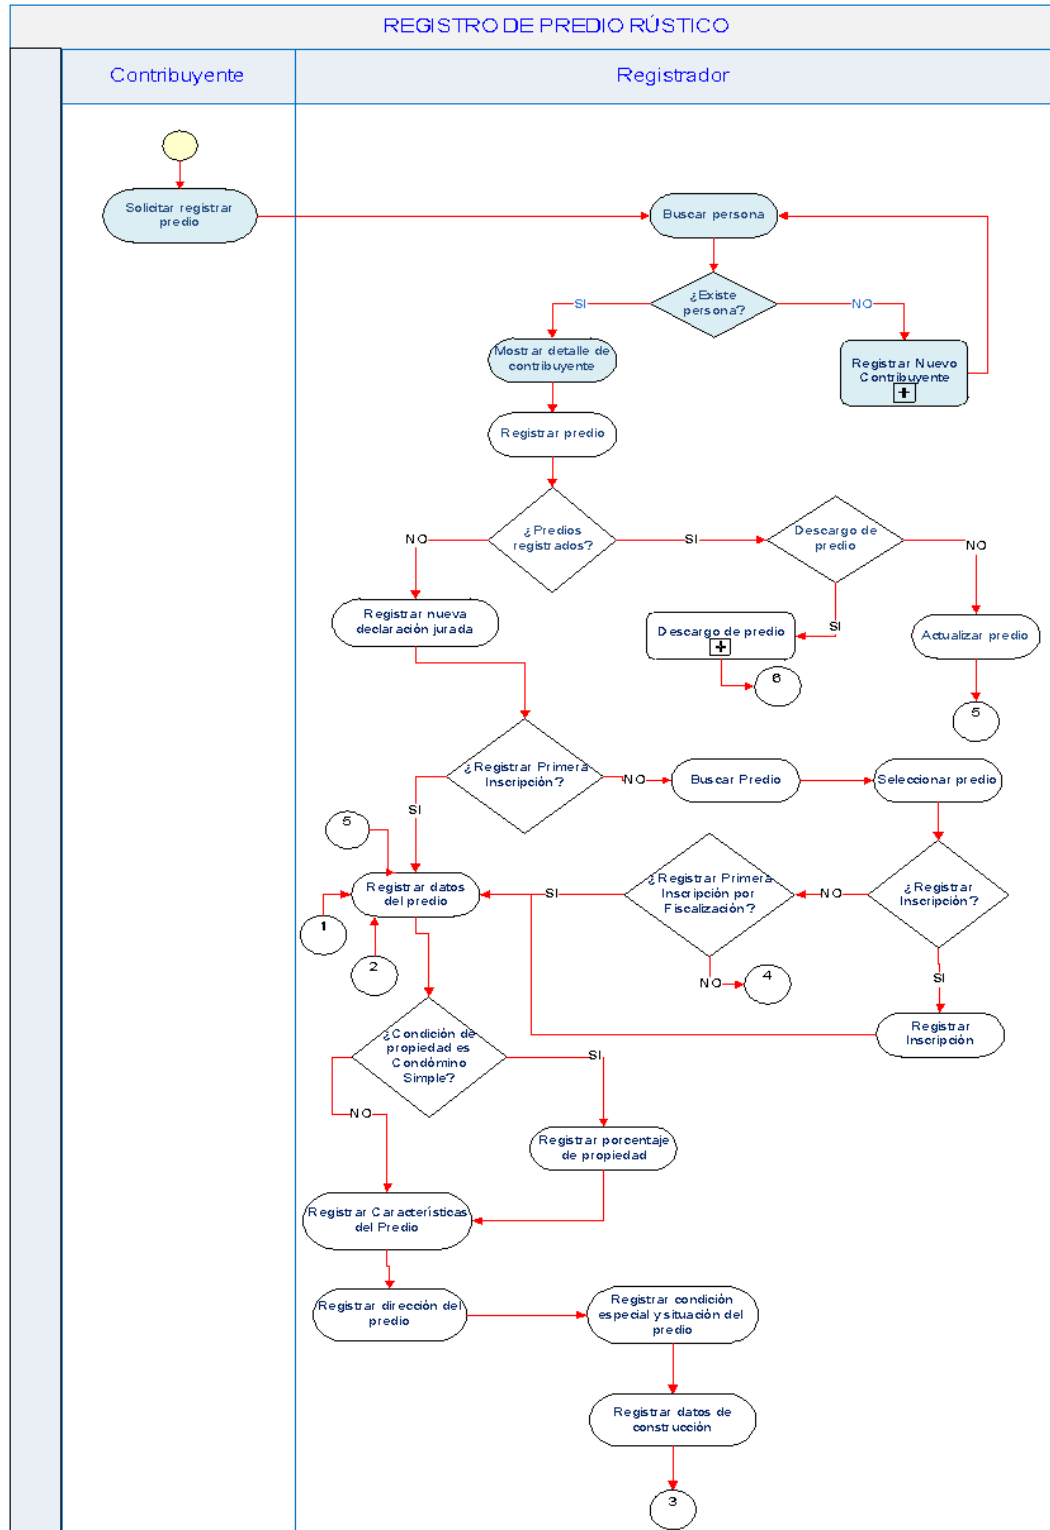 REGISTRO DE PREDIO RÚSTICO
Contribuyente
Registrador
Solicitar registrar
predio
Buscar persona
¿Existe
persona?
SI
NO
Mostrar detalle de
contribuyente
Registrar Nuevo
Contribuyente
Registrar predio
¿Predios
registrados?
NO
SI
Descargo de
predio
NO
SI
Registrar nueva
declaración jurada
Descargo de predio
Actualizar predio
6
5
¿Registrar Primera
Inscripción?
NO
Buscar Predio
Seleccionar predio
SI
5
Registrar datos
del predio
SI
¿Registrar Primera
Inscripción por
Fiscalización?
NO
¿Registrar
Inscripción?
1
2
NO
4
SI
Registrar
Inscripción
¿Condición de
propiedad es
Condómino
Simple?
SI
NO
Registrar porcentaje
de propiedad
Registrar Características
del Predio
Registrar dirección del
predio
Registrar condición
especial y situación del
predio
Registrar datos de
construcción
3